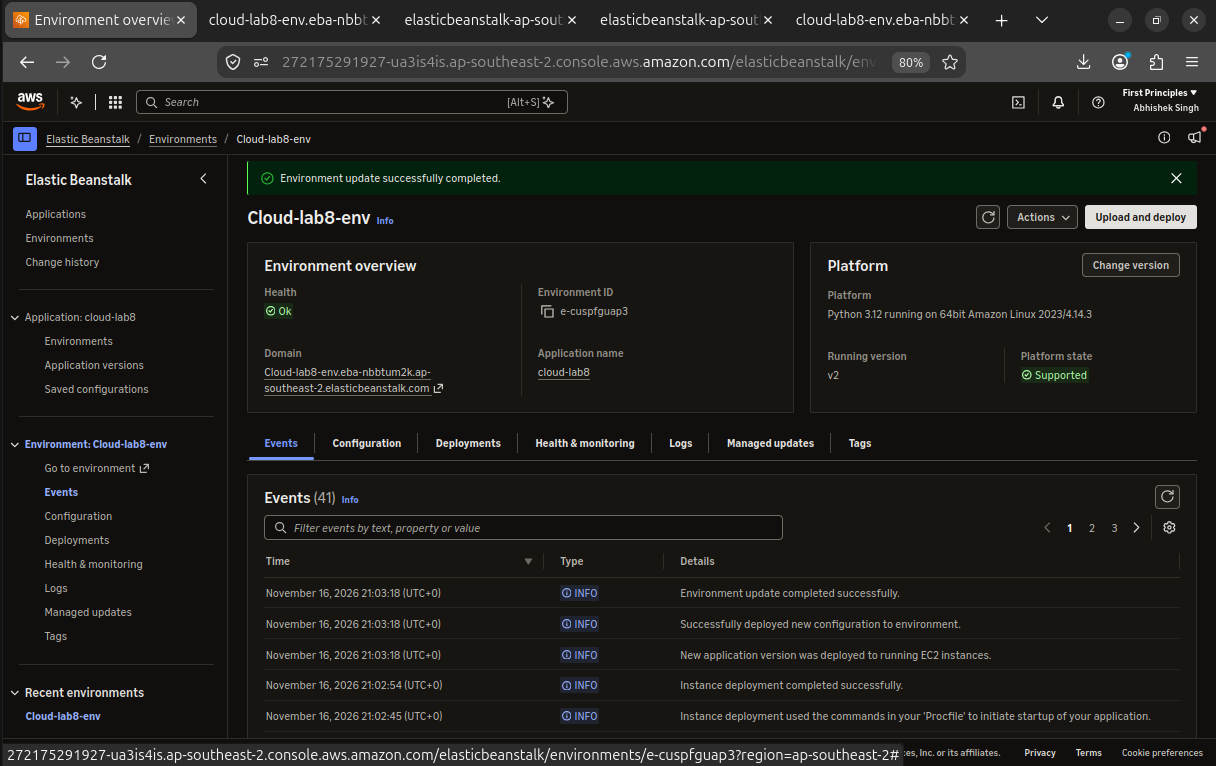 Environment overvie
cloud-lab8-env.eba-nbbt
elasticbeanstalk-ap-sout
elasticbeanstalk-ap-sout
cloud-lab8-env.eba-nbbt
272175291927-ua3is4is.ap-southeast-2.console.aws.amazon.com/elasticbeanstalk/env
80%
aws
Search
[Alt+S]
First Principles
Abhishek Singh
Elastic Beanstalk / Environments / Cloud-lab8-env
Elastic Beanstalk
Applications
Environments
Change history
Application: cloud-lab8
Environments
Application versions
Saved configurations
Environment: Cloud-lab8-env
Go to environment
Events
Configuration
Deployments
Health & monitoring
Logs
Managed updates
Tags
Recent environments
Cloud-lab8-env
Environment update successfully completed.
Cloud-lab8-env Info
Actions
Upload and deploy
Environment overview
Health
Ok
Environment ID
e-cuspfguap3
Domain
Cloud-lab8-env.eba-nbbtum2k.ap-
southeast-2.elasticbeanstalk.com
Application name
cloud-lab8
Platform
Change version
Platform
Python 3.12 running on 64bit Amazon Linux 2023/4.14.3
Running version
v2
Platform state
Supported
Events
Configuration
Deployments
Health & monitoring
Logs
Managed updates
Tags
Events (41) Info
Filter events by text, property or value
1 2 3
Time Type Details
November 16, 2026 21:03:18 (UTC+0) INFO Environment update completed successfully.
November 16, 2026 21:03:18 (UTC+0) INFO Successfully deployed new configuration to environment.
November 16, 2026 21:03:18 (UTC+0) INFO New application version was deployed to running EC2 instances.
November 16, 2026 21:02:54 (UTC+0) INFO Instance deployment completed successfully.
November 16, 2026 21:02:45 (UTC+0) INFO Instance deployment used the commands in your 'Procfile' to initiate startup of your application.
272175291927-ua3is4is.ap-southeast-2.console.aws.amazon.com/elasticbeanstalk/environments/e-cuspfguap3?region=ap-southeast-2#
es, Inc. or its affiliates.
Privacy
Terms
Cookie preferences